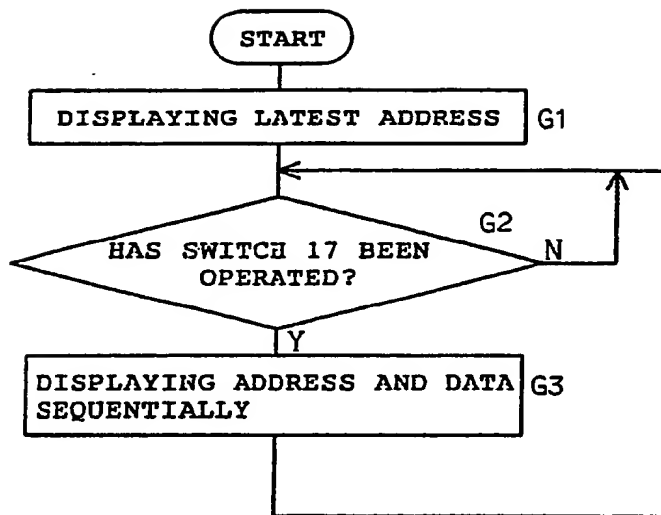 START
DISPLAYING LATEST ADDRESS
G1
G2
HAS SWITCH 17 BEEN
OPERATED?
N
Y
DISPLAYING ADDRESS AND DATA
SEQUENTIALLY
G3